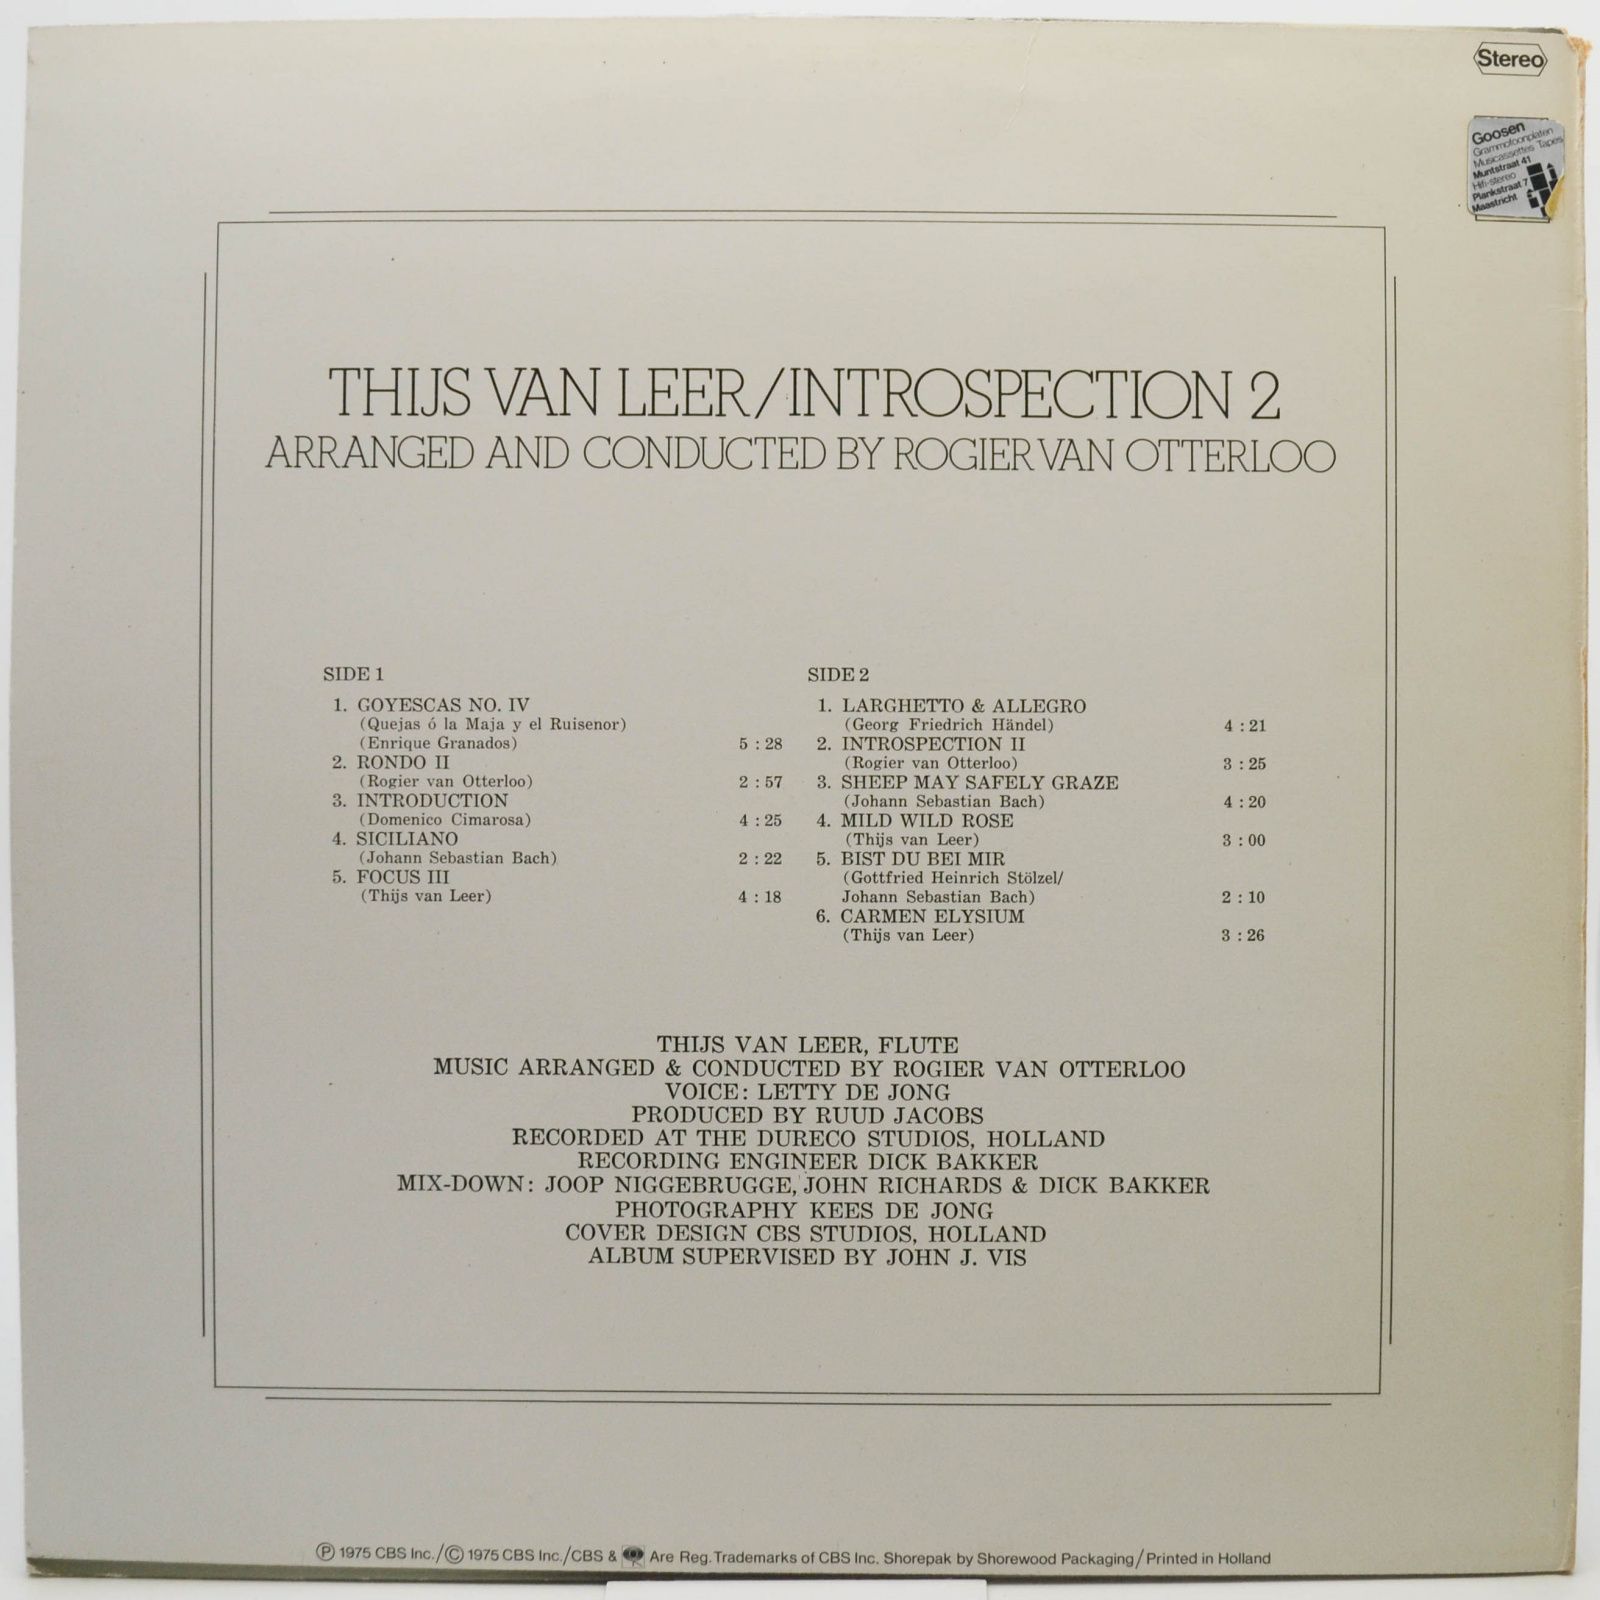 Stereo
Goosen
Grammofoonplaten
Musicassettes Tapes
Muntstraat 41
Hifi-stereo
Plankstraat 7
Maastricht
THIJS VAN LEER/INTROSPECTION 2
ARRANGED AND CONDUCTED BY ROGIER VAN OTTERLOO
SIDE 1
1. GOYESCAS NO. IV
(Quejas ó la Maja y el Ruisenor)
(Enrique Granados) 5 : 28
2. RONDO II
(Rogier van Otterloo) 2 : 57
3. INTRODUCTION
(Domenico Cimarosa) 4 : 25
4. SICILIANO
(Johann Sebastian Bach) 2 : 22
5. FOCUS III
(Thijs van Leer) 4 : 18
SIDE 2
1. LARGHETTO & ALLEGRO
(Georg Friedrich Händel) 4 : 21
2. INTROSPECTION II
(Rogier van Otterloo) 3 : 25
3. SHEEP MAY SAFELY GRAZE
(Johann Sebastian Bach) 4 : 20
4. MILD WILD ROSE
(Thijs van Leer) 3 : 00
5. BIST DU BEI MIR
(Gottfried Heinrich Stölzel/
Johann Sebastian Bach) 2 : 10
6. CARMEN ELYSIUM
(Thijs van Leer) 3 : 26
THIJS VAN LEER, FLUTE
MUSIC ARRANGED & CONDUCTED BY ROGIER VAN OTTERLOO
VOICE: LETTY DE JONG
PRODUCED BY RUUD JACOBS
RECORDED AT THE DURECO STUDIOS, HOLLAND
RECORDING ENGINEER DICK BAKKER
MIX-DOWN: JOOP NIGGEBRUGGE, JOHN RICHARDS & DICK BAKKER
PHOTOGRAPHY KEES DE JONG
COVER DESIGN CBS STUDIOS, HOLLAND
ALBUM SUPERVISED BY JOHN J. VIS
℗ 1975 CBS Inc./© 1975 CBS Inc./CBS & Are Reg. Trademarks of CBS Inc. Shorepak by Shorewood Packaging/Printed in Holland